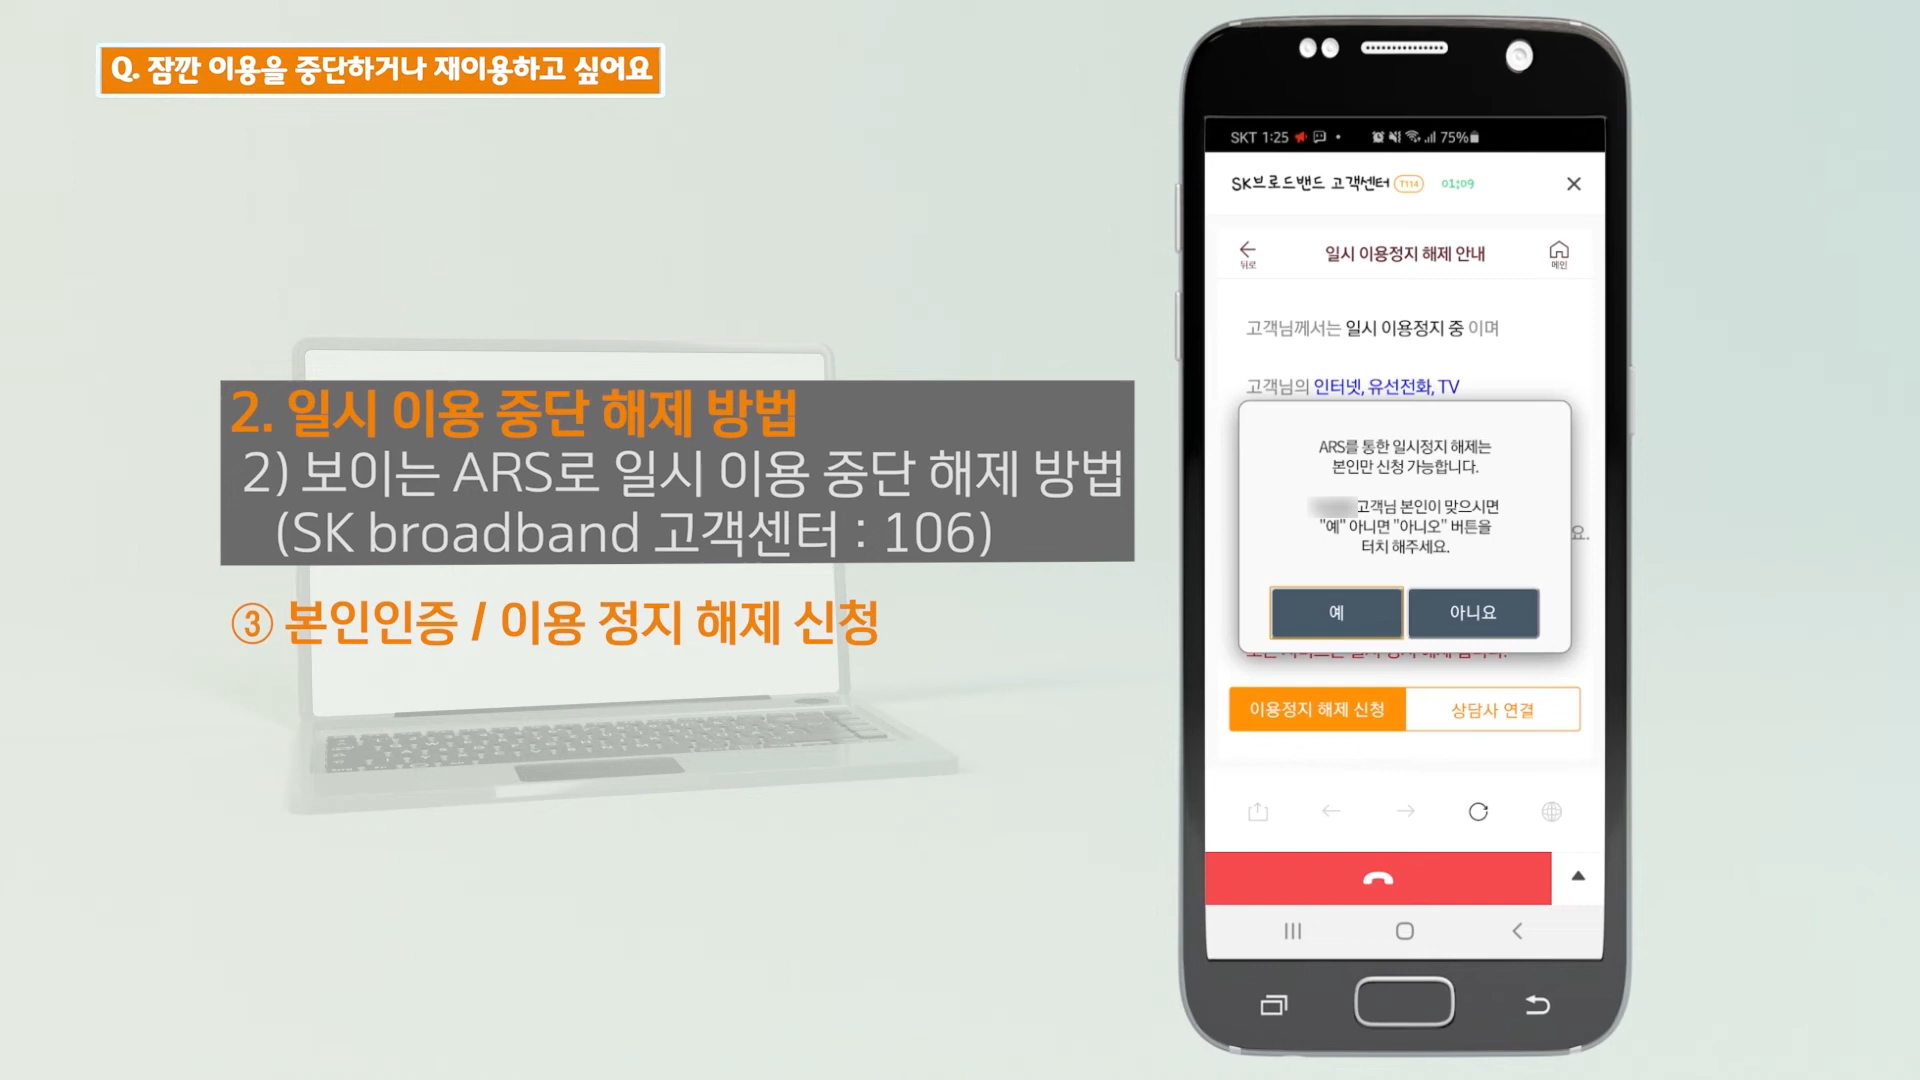 Q. 잠깐 이용을 중단하거나 재이용하고 싶어요
2. 일시 이용 중단 해제 방법
2) 보이는 ARS로 일시 이용 중단 해제 방법
(SK broadband 고객센터 : 106)
③ 본인인증 / 이용 정지 해제 신청
SKT 1:25 75%
SK브로드밴드 고객센터 T114 01:09
뒤로 일시 이용정지 해제 안내 메인
고객님께서는 일시 이용정지 중 이며
고객님의 인터넷, 유선전화, TV
ARS를 통한 일시정지 해제는
본인만 신청 가능합니다.
고객님 본인이 맞으시면
"예" 아니면 "아니오" 버튼을
터치 해주세요.
요.
예 아니요
이용정지 해제 신청 상담사 연결